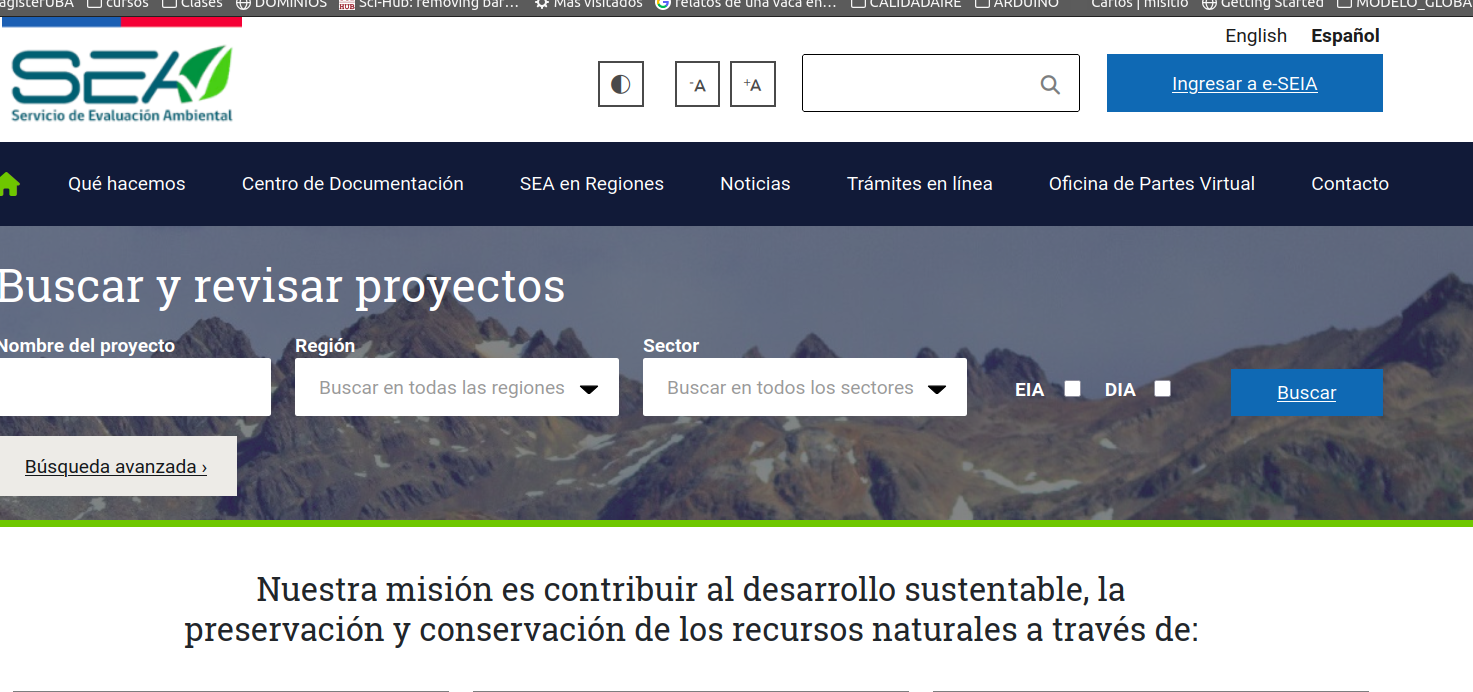 agisterUBA cursos Clases DOMINIOS Sci-Hub: removing bar… Más visitados relatos de una vaca en… CALIDADAIRE ARDUINO Carlos | misitio Getting Started MODELO_GLOBA
English Español
SEA
Servicio de Evaluación Ambiental
-A +A
Ingresar a e-SEIA
Qué hacemos Centro de Documentación SEA en Regiones Noticias Trámites en línea Oficina de Partes Virtual Contacto
Buscar y revisar proyectos
Nombre del proyecto Región Sector
Buscar en todas las regiones Buscar en todos los sectores EIA DIA Buscar
Búsqueda avanzada ›
Nuestra misión es contribuir al desarrollo sustentable, la
preservación y conservación de los recursos naturales a través de: